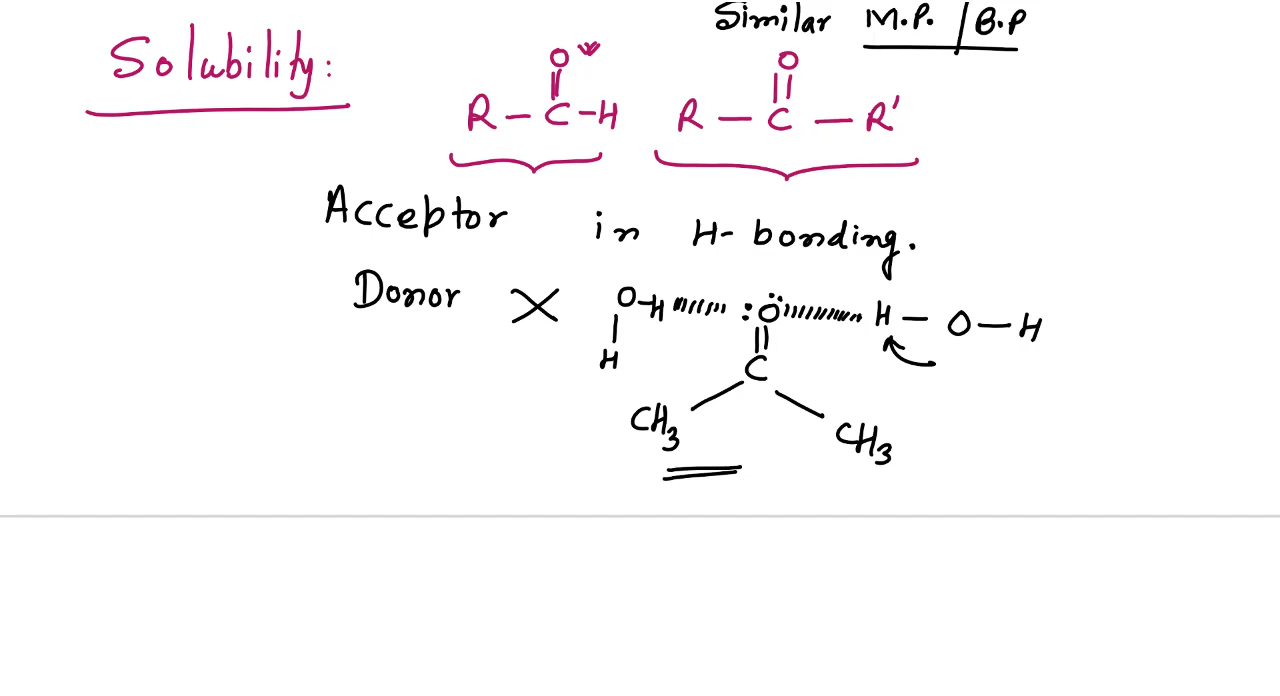 Similar M.P. / B.P
Solubility:
O O
R - C - H R - C - R'
Acceptor in H- bonding.
Donor X O-H :Ö H - O - H
H C
CH3 CH3